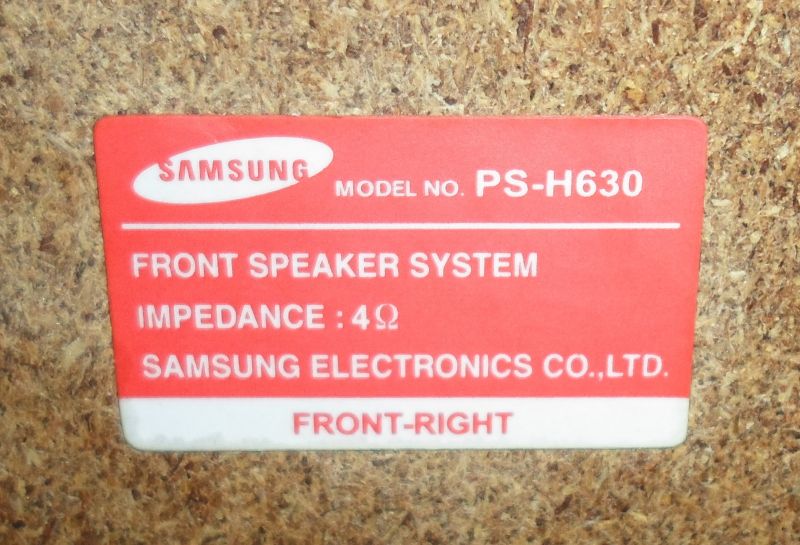 SAMSUNG MODEL NO. PS-H630
FRONT SPEAKER SYSTEM
IMPEDANCE : 4Ω
SAMSUNG ELECTRONICS CO.,LTD.
FRONT-RIGHT